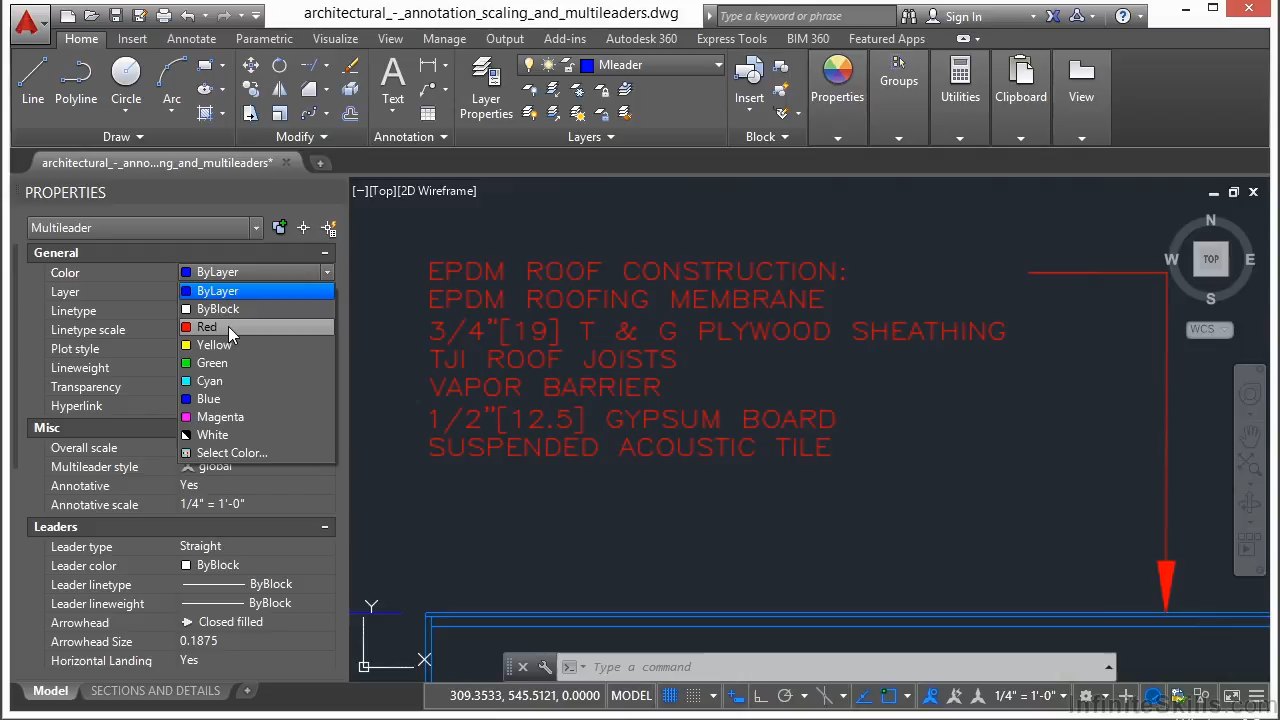 architectural_-_annotation_scaling_and_multileaders.dwg
Type a keyword or phrase
Sign In
Home Insert Annotate Parametric Visualize View Manage Output Add-ins Autodesk 360 Express Tools BIM 360 Featured Apps
Mleader
Line Polyline Circle Arc Text Layer Properties Insert Properties Groups Utilities Clipboard View
Draw Modify Annotation Layers Block
architectural_-_anno...ng_and_multileaders*
PROPERTIES
[−][Top][2D Wireframe]
Multileader
General
Color ByLayer
Layer ByLayer
Linetype ByBlock
Linetype scale Red
Plot style Yellow
Lineweight Green
Transparency Cyan
Hyperlink Blue
Magenta
Misc White
Overall scale Select Color...
Multileader style global
Annotative Yes
Annotative scale 1/4" = 1'-0"
Leaders
Leader type Straight
Leader color ByBlock
Leader linetype ByBlock
Leader lineweight ByBlock
Arrowhead Closed filled
Arrowhead Size 0.1875
Horizontal Landing Yes
EPDM ROOF CONSTRUCTION:
EPDM ROOFING MEMBRANE
3/4"[19] T & G PLYWOOD SHEATHING
TJI ROOF JOISTS
VAPOR BARRIER
1/2"[12.5] GYPSUM BOARD
SUSPENDED ACOUSTIC TILE
N
W TOP E
S
WCS
Y
X
Type a command
Model SECTIONS AND DETAILS
309.3533, 545.5121, 0.0000 MODEL 1/4" = 1'-0"
InfiniteSkills.com